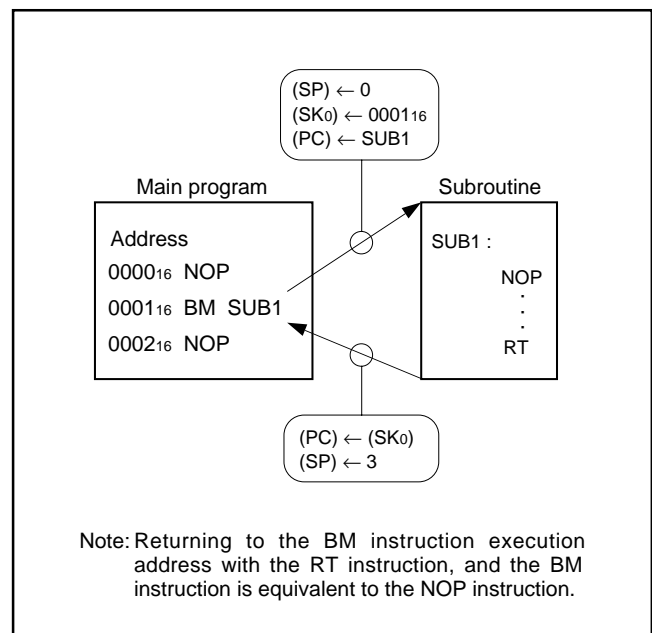 (SP) ← 0
(SK0) ← 000116
(PC) ← SUB1
Main program
Subroutine
Address
000016 NOP
000116 BM SUB1
000216 NOP
SUB1 :
NOP
·
·
·
RT
(PC) ← (SK0)
(SP) ← 3
Note: Returning to the BM instruction execution
address with the RT instruction, and the BM
instruction is equivalent to the NOP instruction.